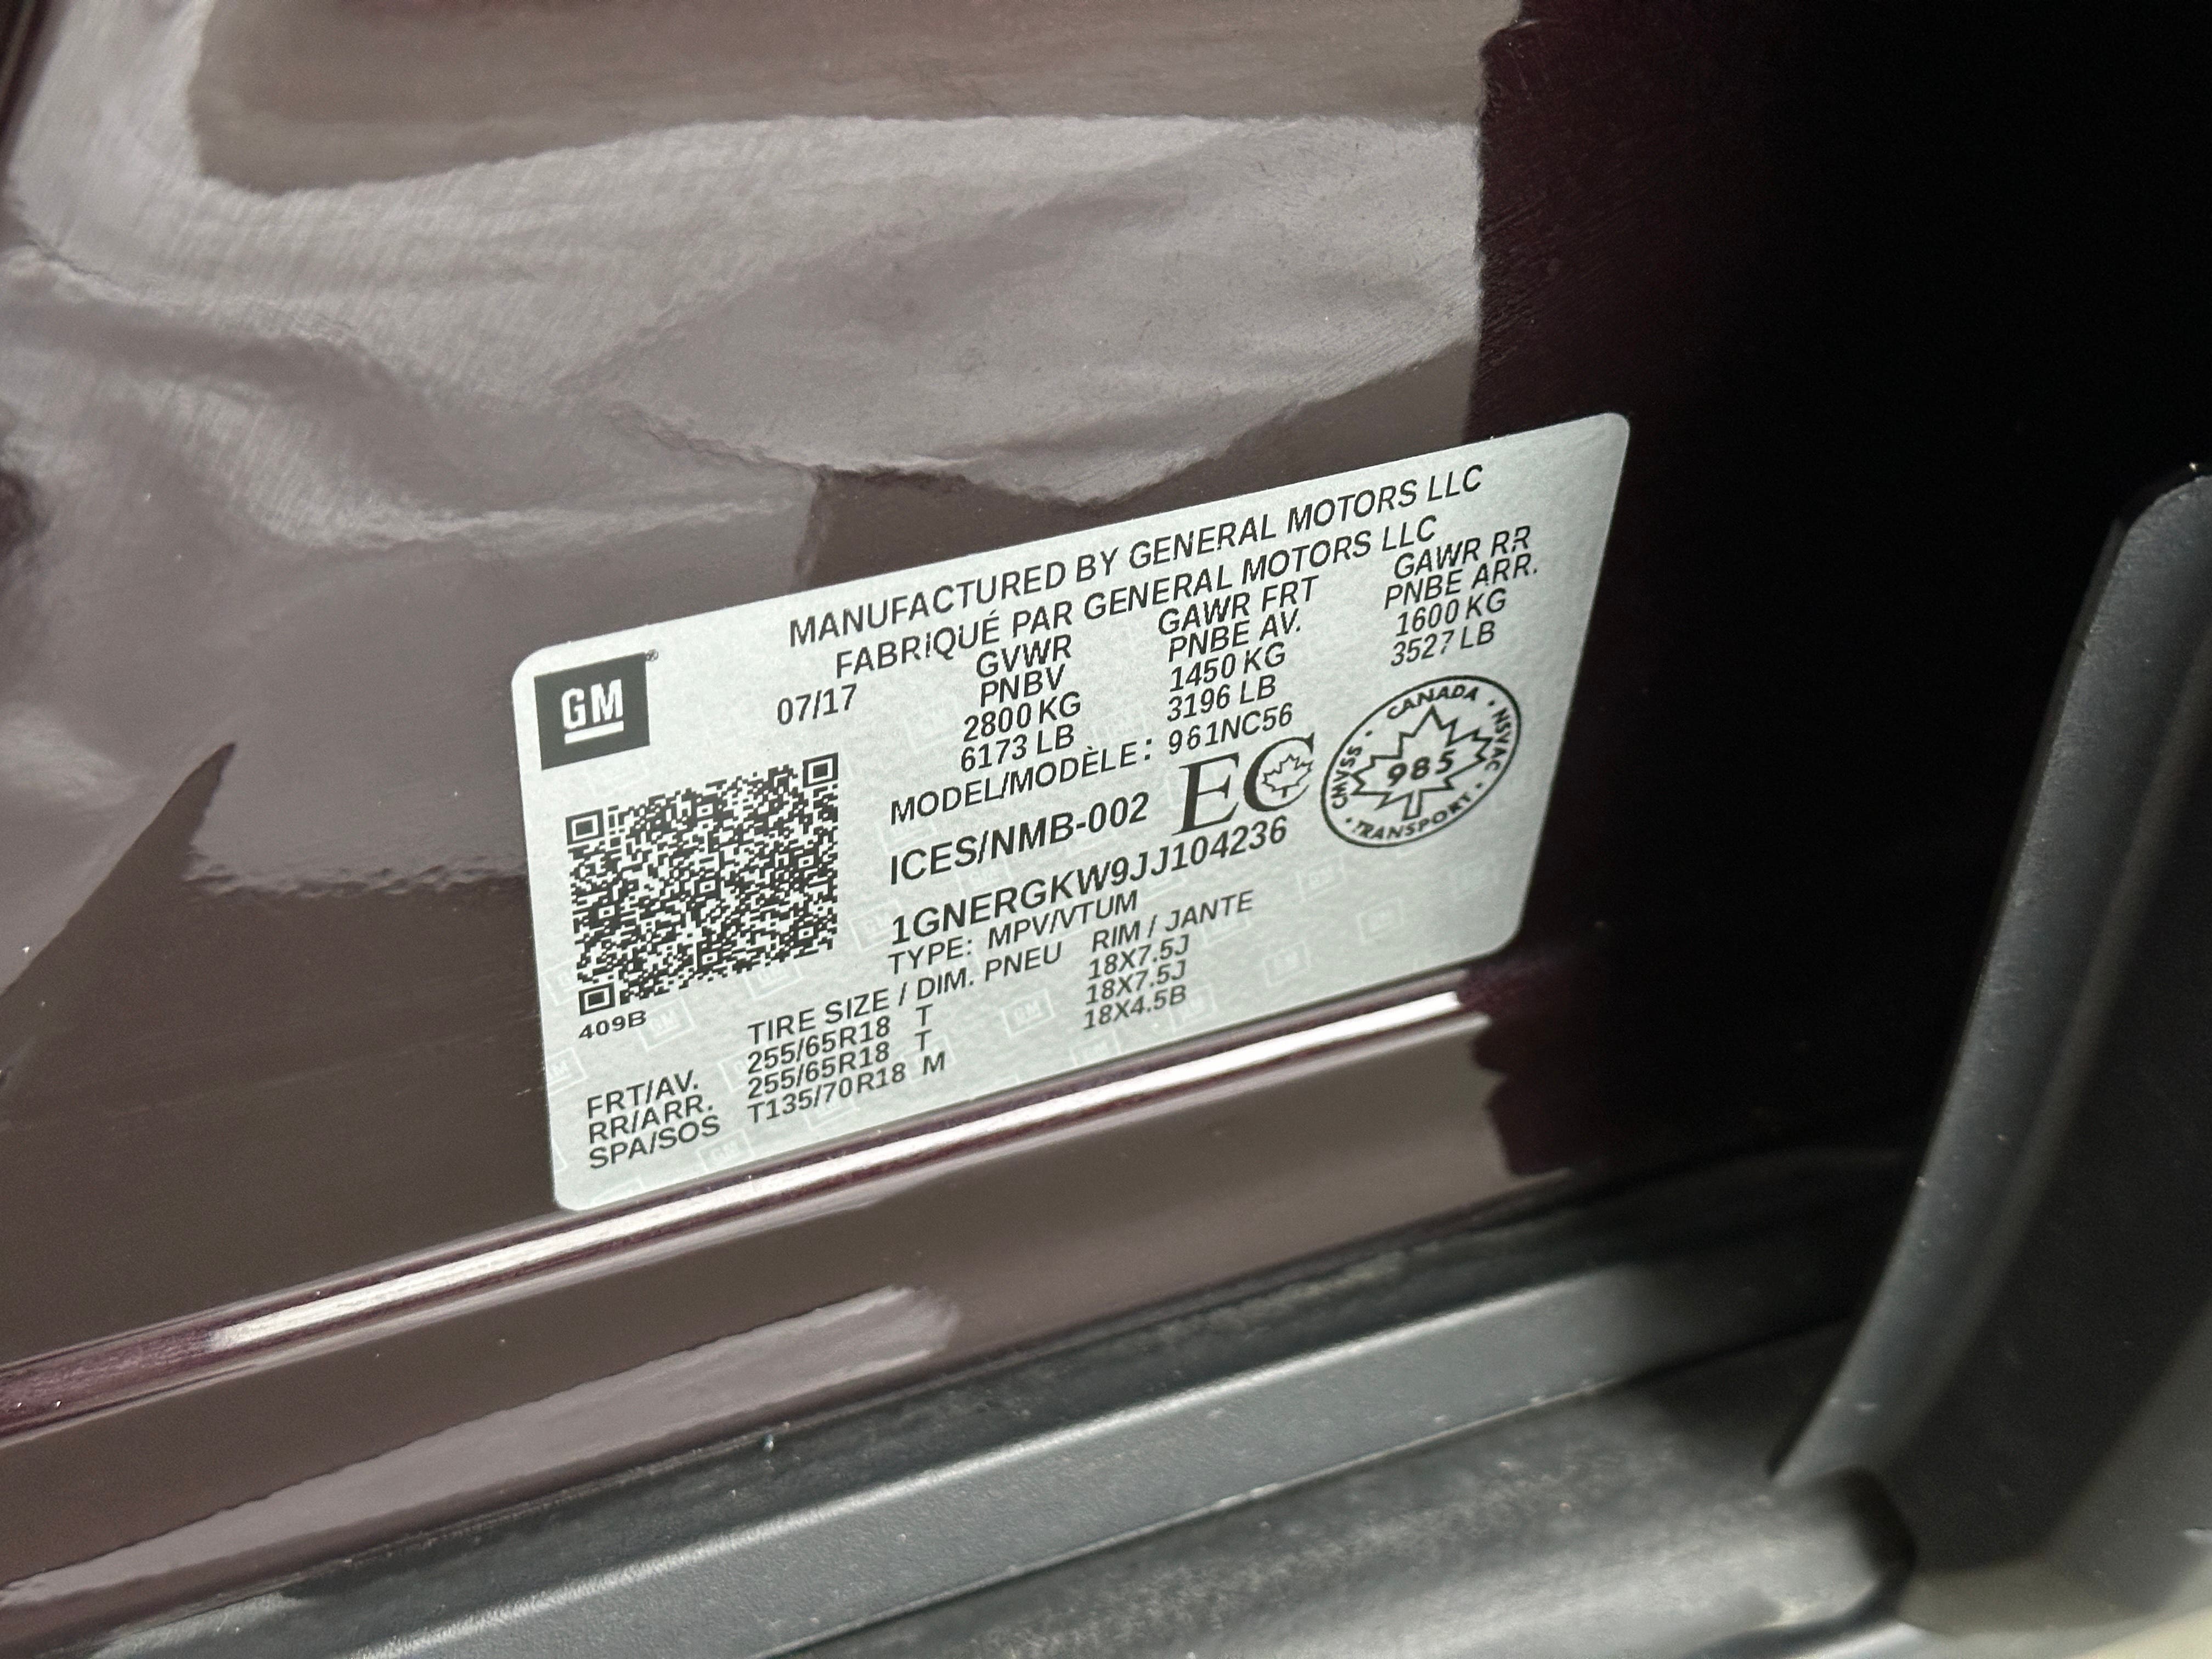 MANUFACTURED BY GENERAL MOTORS LLC
FABRIQUÉ PAR GENERAL MOTORS LLC
GM®
07/17
GVWR GAWR FRT GAWR RR
PNBV PNBE AV. PNBE ARR.
2800 KG 1450 KG 1600 KG
6173 LB 3196 LB 3527 LB
MODEL/MODÈLE: 961NC56
ICES/NMB-002 EC
CANADA
NSVAC
TRANSPORT
CMVSS
985
1GNERGKW9JJ104236
TYPE: MPV/VTUM
409B
TIRE SIZE / DIM. PNEU RIM / JANTE
FRT/AV. 255/65R18 T 18X7.5J
RR/ARR. 255/65R18 T 18X7.5J
SPA/SOS T135/70R18 M 18X4.5B